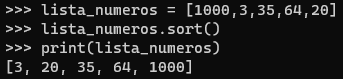 >>> lista_numeros = [1000,3,35,64,20]
>>> lista_numeros.sort()
>>> print(lista_numeros)
[3, 20, 35, 64, 1000]